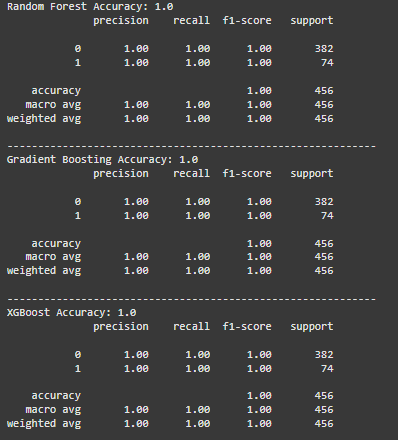 Random Forest Accuracy: 1.0
precision recall f1-score support
0 1.00 1.00 1.00 382
1 1.00 1.00 1.00 74
accuracy 1.00 456
macro avg 1.00 1.00 1.00 456
weighted avg 1.00 1.00 1.00 456
------------------------------------------------------------
Gradient Boosting Accuracy: 1.0
precision recall f1-score support
0 1.00 1.00 1.00 382
1 1.00 1.00 1.00 74
accuracy 1.00 456
macro avg 1.00 1.00 1.00 456
weighted avg 1.00 1.00 1.00 456
------------------------------------------------------------
XGBoost Accuracy: 1.0
precision recall f1-score support
0 1.00 1.00 1.00 382
1 1.00 1.00 1.00 74
accuracy 1.00 456
macro avg 1.00 1.00 1.00 456
weighted avg 1.00 1.00 1.00 456